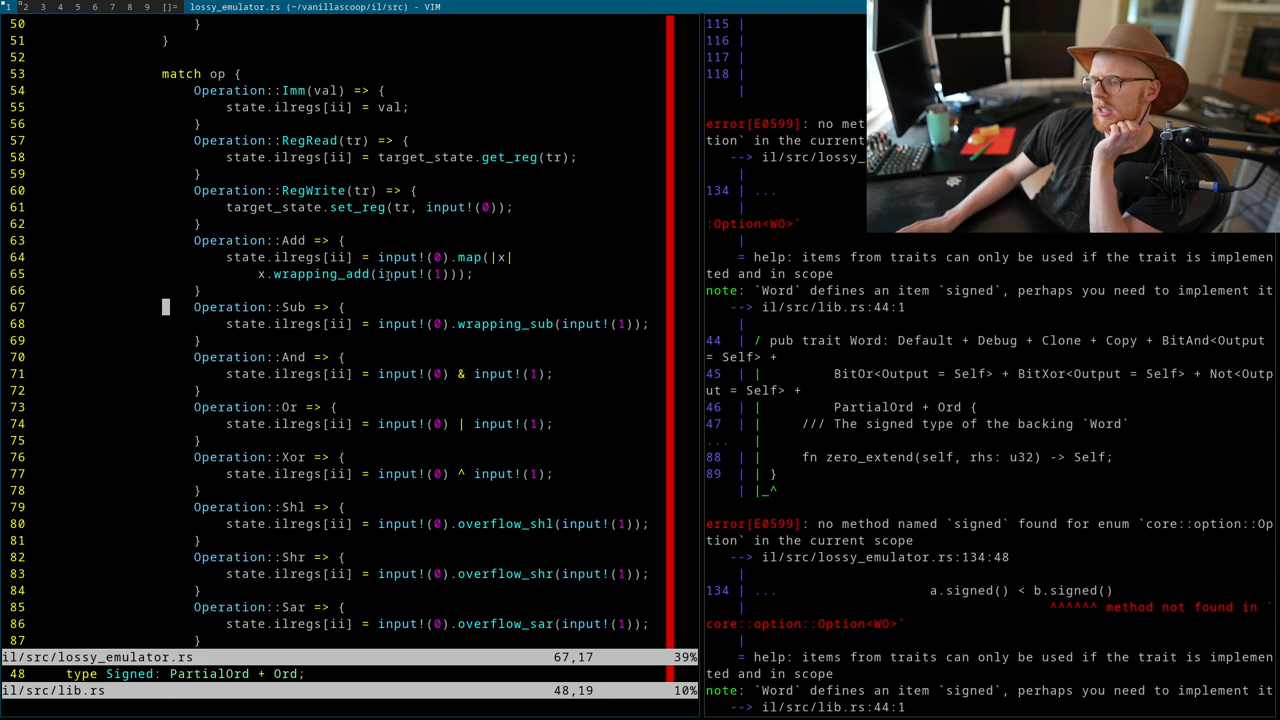 1 2 3 4 5 6 7 8 9 []= lossy_emulator.rs (~/vanillascoop/il/src) - VIM
50 }
51 }
52
53 match op {
54 Operation::Imm(val) => {
55 state.ilregs[ii] = val;
56 }
57 Operation::RegRead(tr) => {
58 state.ilregs[ii] = target_state.get_reg(tr);
59 }
60 Operation::RegWrite(tr) => {
61 target_state.set_reg(tr, input!(0));
62 }
63 Operation::Add => {
64 state.ilregs[ii] = input!(0).map(|x|
65 x.wrapping_add(input!(1)));
66 }
67 Operation::Sub => {
68 state.ilregs[ii] = input!(0).wrapping_sub(input!(1));
69 }
70 Operation::And => {
71 state.ilregs[ii] = input!(0) & input!(1);
72 }
73 Operation::Or => {
74 state.ilregs[ii] = input!(0) | input!(1);
75 }
76 Operation::Xor => {
77 state.ilregs[ii] = input!(0) ^ input!(1);
78 }
79 Operation::Shl => {
80 state.ilregs[ii] = input!(0).overflow_shl(input!(1));
81 }
82 Operation::Shr => {
83 state.ilregs[ii] = input!(0).overflow_shr(input!(1));
84 }
85 Operation::Sar => {
86 state.ilregs[ii] = input!(0).overflow_sar(input!(1));
87 }
il/src/lossy_emulator.rs 67,17 39%
48 type Signed: PartialOrd + Ord;
il/src/lib.rs 48,19 10%
115 |
116 |
117 |
118 |
|
error[E0599]: no met
tion` in the current
--> il/src/lossy_
|
134 | ...
|
:Option<WO>`
|
= help: items from traits can only be used if the trait is implemen
ted and in scope
note: `Word` defines an item `signed`, perhaps you need to implement it
--> il/src/lib.rs:44:1
|
44 | / pub trait Word: Default + Debug + Clone + Copy + BitAnd<Output
= Self> +
45 | | BitOr<Output = Self> + BitXor<Output = Self> + Not<Outp
ut = Self> +
46 | | PartialOrd + Ord {
47 | | /// The signed type of the backing `Word`
... |
88 | | fn zero_extend(self, rhs: u32) -> Self;
89 | | }
| |_^
error[E0599]: no method named `signed` found for enum `core::option::Op
tion` in the current scope
--> il/src/lossy_emulator.rs:134:48
|
134 | ... a.signed() < b.signed()
| ^^^^^^ method not found in `
core::option::Option<WO>`
|
= help: items from traits can only be used if the trait is implemen
ted and in scope
note: `Word` defines an item `signed`, perhaps you need to implement it
--> il/src/lib.rs:44:1